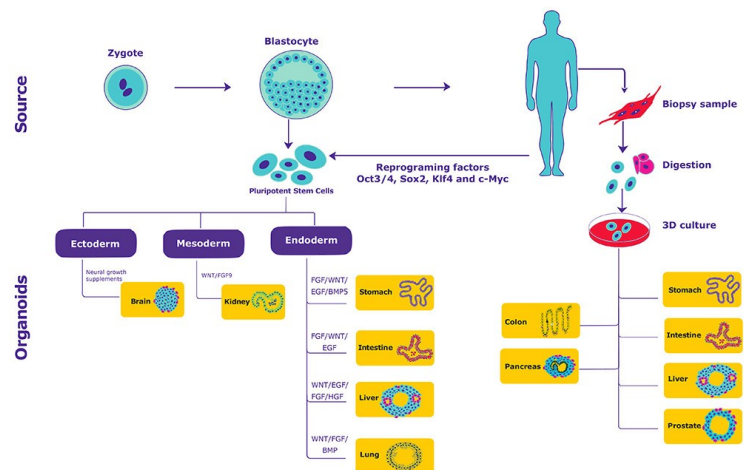 Source
Zygote
Blastocyte
Biopsy sample
Digestion
3D culture
Reprograming factors
Oct3/4, Sox2, Klf4 and c-Myc
Pluripotent Stem Cells
Organoids
Ectoderm
Mesoderm
Endoderm
Neural growth
supplements
Brain
WNT/FGF9
Kidney
FGF/WNT/
EGF/BMPS
Stomach
FGF/WNT/
EGF
Intestine
WNT/EGF/
FGF/HGF
Liver
WNT/FGF/
BMP
Lung
Colon
Pancreas
Stomach
Intestine
Liver
Prostate